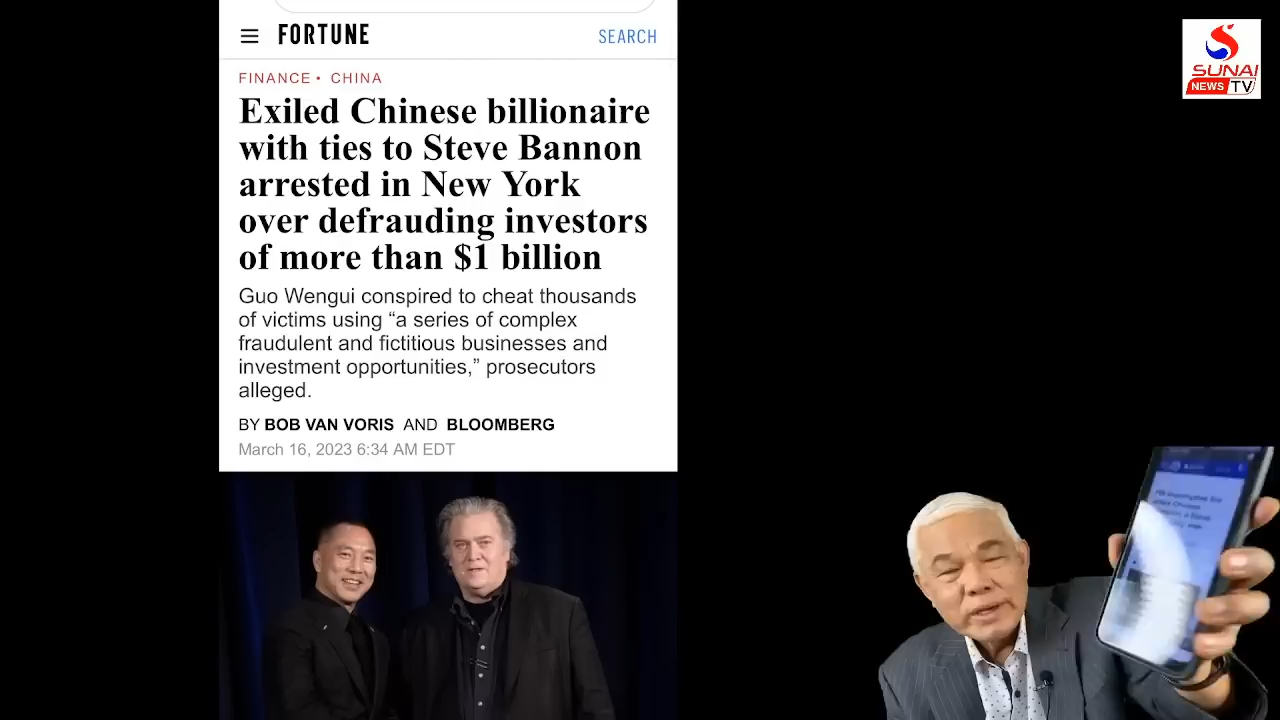 FORTUNE
SEARCH
FINANCE • CHINA
Exiled Chinese billionaire
with ties to Steve Bannon
arrested in New York
over defrauding investors
of more than $1 billion
Guo Wengui conspired to cheat thousands
of victims using “a series of complex
fraudulent and fictitious businesses and
investment opportunities,” prosecutors
alleged.
BY BOB VAN VORIS AND BLOOMBERG
March 16, 2023 6:34 AM EDT
SUNAI
NEWS TV